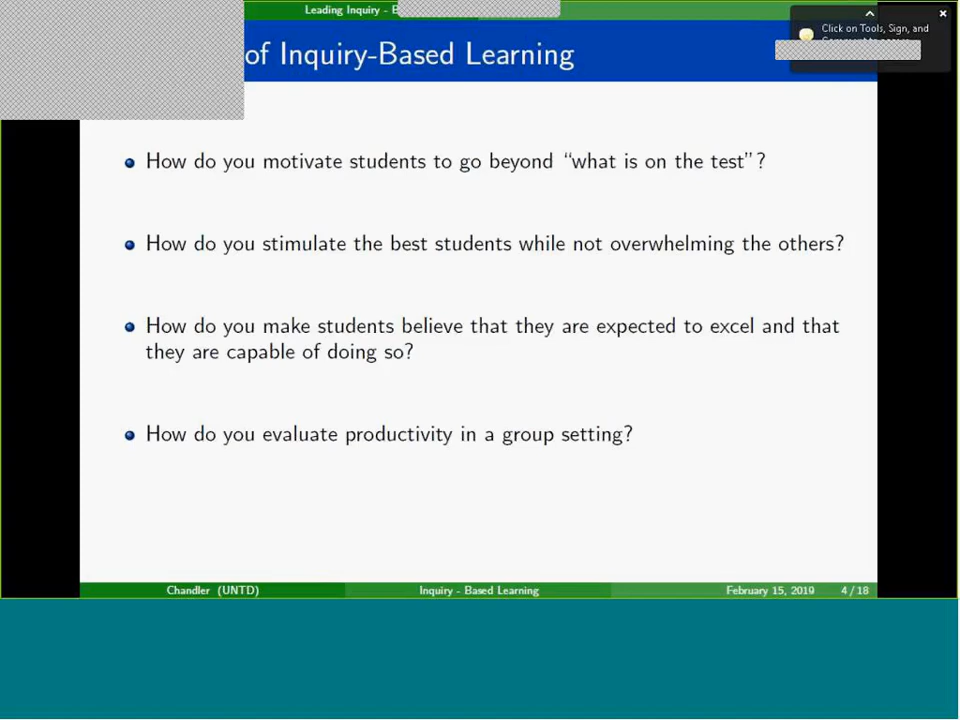 Leading Inquiry - B
of Inquiry-Based Learning
Click on Tools, Sign, and
How do you motivate students to go beyond “what is on the test”?
How do you stimulate the best students while not overwhelming the others?
How do you make students believe that they are expected to excel and that
they are capable of doing so?
How do you evaluate productivity in a group setting?
Chandler (UNTD) Inquiry - Based Learning February 15, 2019 4 / 18